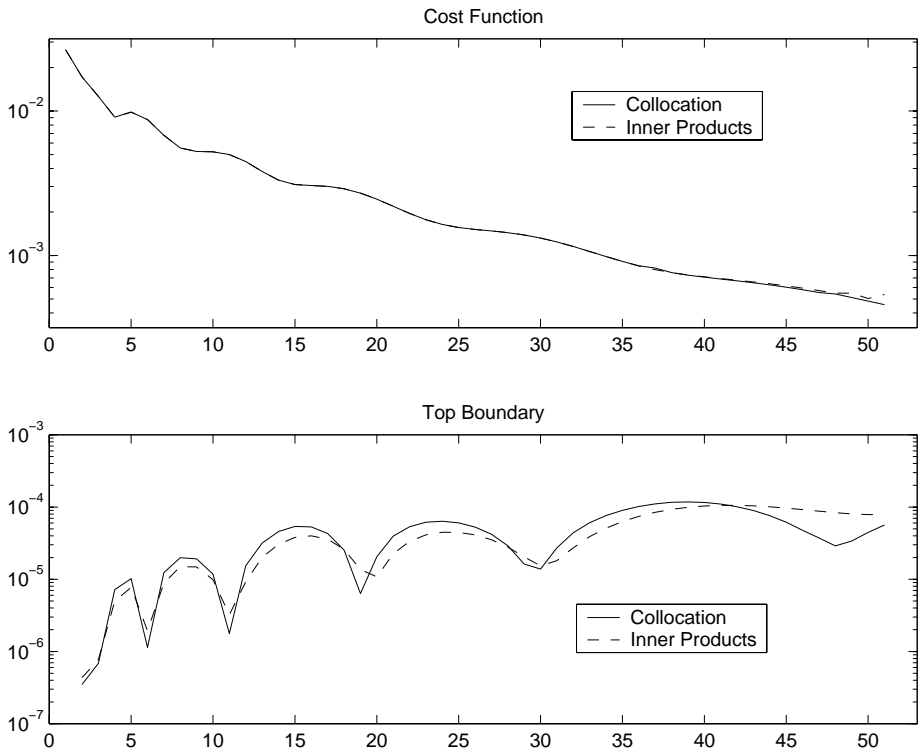 Cost Function
10^-2
10^-3
Collocation
Inner Products
0 5 10 15 20 25 30 35 40 45 50
Top Boundary
10^-3
10^-4
10^-5
10^-6
10^-7
Collocation
Inner Products
0 5 10 15 20 25 30 35 40 45 50